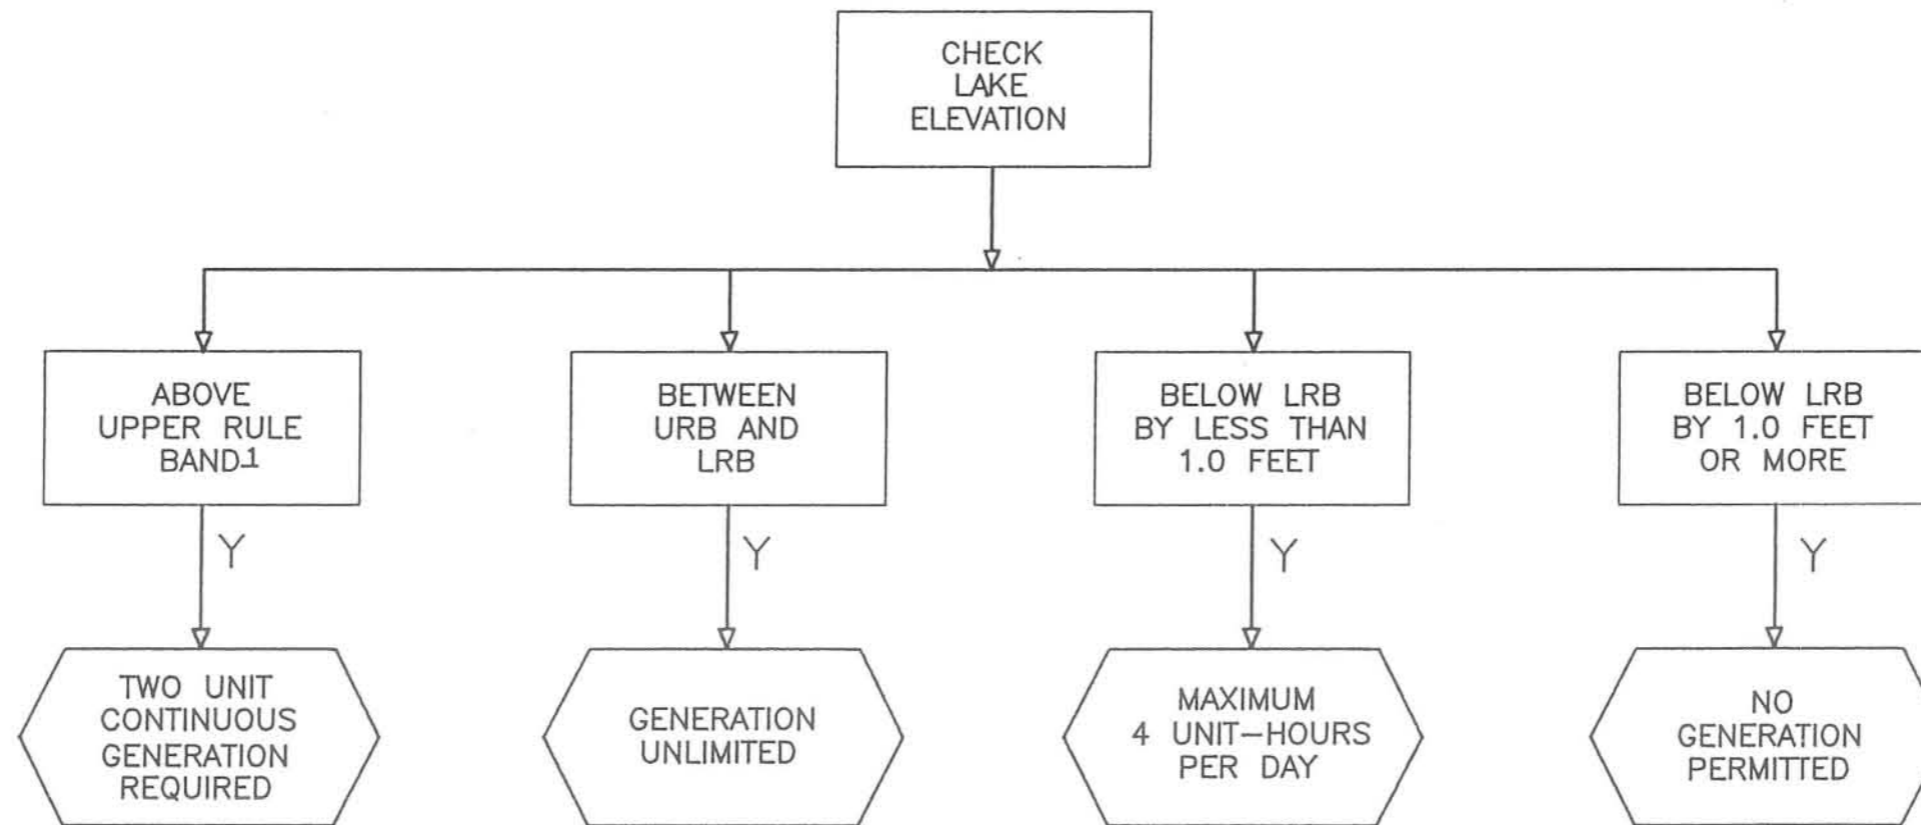 CHECK
LAKE
ELEVATION
ABOVE
UPPER RULE
BAND1
BETWEEN
URB AND
LRB
BELOW LRB
BY LESS THAN
1.0 FEET
BELOW LRB
BY 1.0 FEET
OR MORE
Y
Y
Y
Y
TWO UNIT
CONTINUOUS
GENERATION
REQUIRED
GENERATION
UNLIMITED
MAXIMUM
4 UNIT-HOURS
PER DAY
NO
GENERATION
PERMITTED